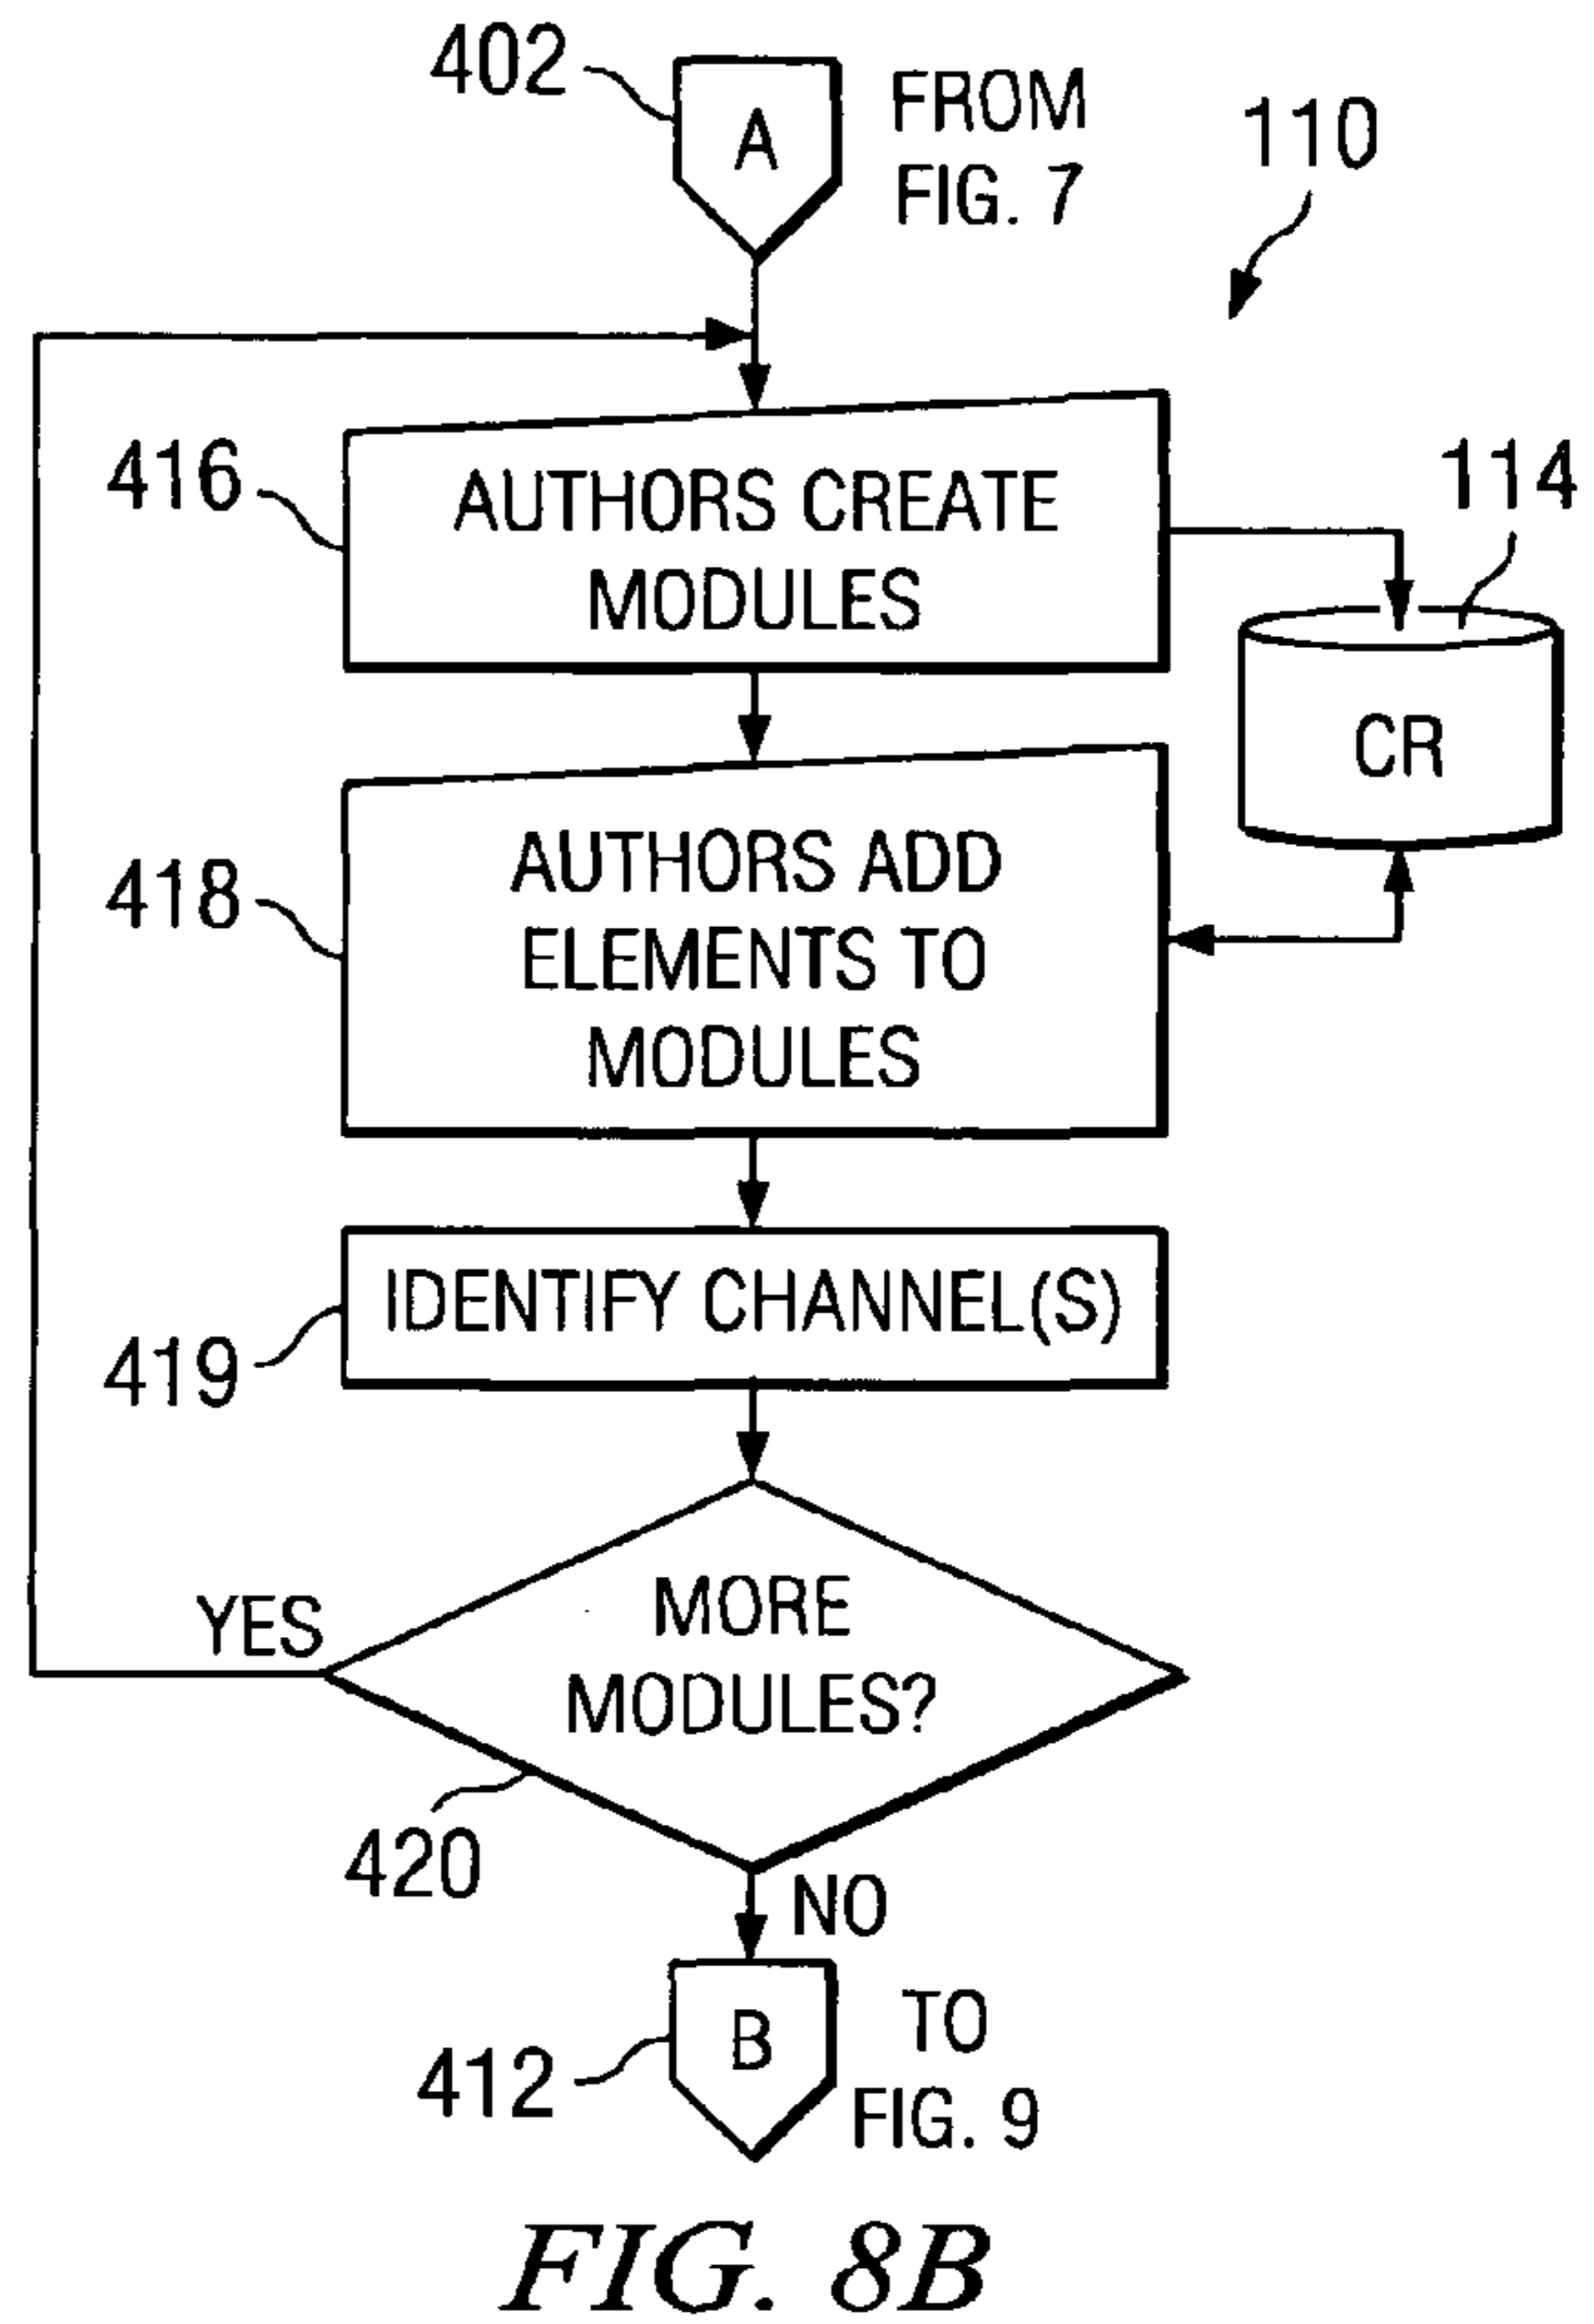 402
A
FROM
FIG. 7
110
416
AUTHORS CREATE
MODULES
114
CR
418
AUTHORS ADD
ELEMENTS TO
MODULES
419
IDENTIFY CHANNEL(S)
YES
MORE
MODULES?
420
NO
412
B
TO
FIG. 9
FIG. 8B